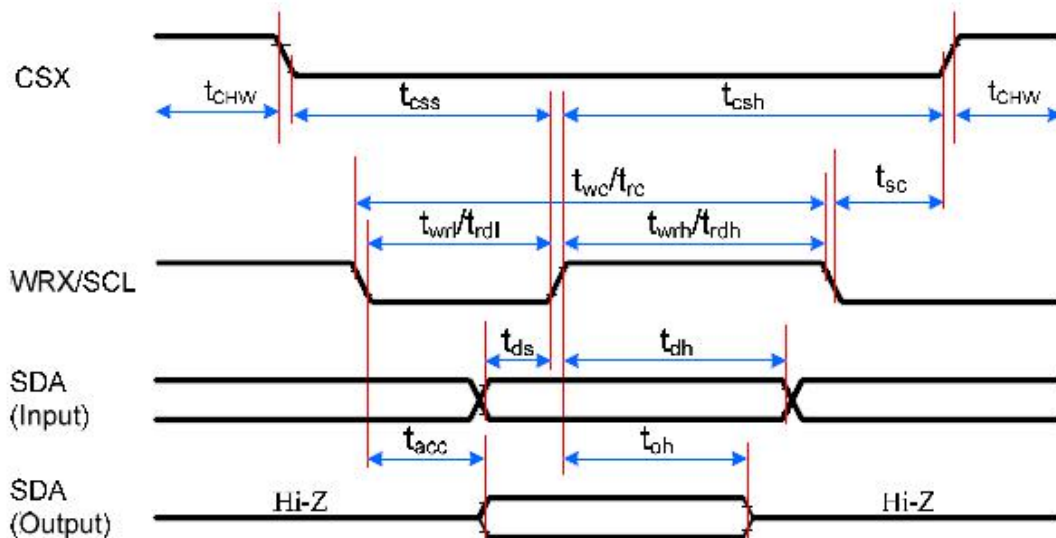 CSX
tCHW
tcss
tcsh
tCHW
twc/trc
tsc
twrl/trdl
twrh/trdh
WRX/SCL
tds
tdh
SDA
(Input)
tacc
toh
SDA
(Output)
Hi-Z
Hi-Z